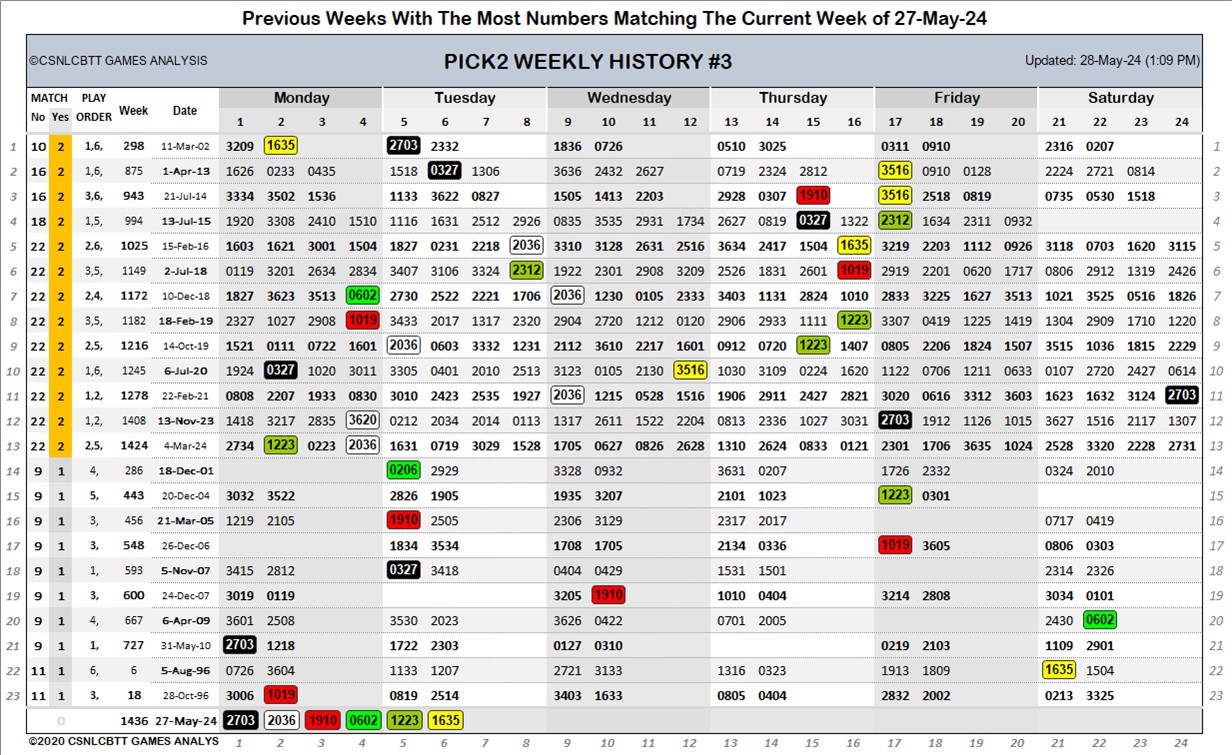 Previous Weeks With The Most Numbers Matching The Current Week of 27-May-24
©CSNLCBTT GAMES ANALYSIS PICK2 WEEKLY HISTORY #3 Updated: 28-May-24 (1:09 PM)
MATCH PLAY Week Date Monday Tuesday Wednesday Thursday Friday Saturday
No Yes ORDER 1 2 3 4 5 6 7 8 9 10 11 12 13 14 15 16 17 18 19 20 21 22 23 24
1 10 2 1,6, 298 11-Mar-02 3209 1635 2703 2332 1836 0726 0510 3025 0311 0910 2316 0207 1
2 16 2 1,6, 875 1-Apr-13 1626 0233 0435 1518 0327 1306 3636 2432 2627 0719 2324 2812 3516 0910 0128 2224 2721 0814 2
3 16 2 3,6, 943 21-Jul-14 3334 3502 1536 1133 3622 0827 1505 1413 2203 2928 0307 1910 3516 2518 0819 0735 0530 1518 3
4 18 2 1,5, 994 13-Jul-15 1920 3308 2410 1510 1116 1631 2512 2926 0835 3535 2931 1734 2627 0819 0327 1322 2312 1634 2311 0932 4
5 22 2 2,6, 1025 15-Feb-16 1603 1621 3001 1504 1827 0231 2218 2036 3310 3128 2631 2516 3634 2417 1504 1635 3219 2203 1112 0926 3118 0703 1620 3115 5
6 22 2 3,5, 1149 2-Jul-18 0119 3201 2634 2834 3407 3106 3324 2312 1922 2301 2908 3209 2526 1831 2601 1019 2919 2201 0620 1717 0806 2912 1319 2426 6
7 22 2 2,4, 1172 10-Dec-18 1827 3623 3513 0602 2730 2522 2221 1706 2036 1230 0105 2333 3403 1131 2824 1010 2833 3225 1627 3513 1021 3525 0516 1826 7
8 22 2 3,5, 1182 18-Feb-19 2327 1027 2908 1019 3433 2017 1317 2320 2904 2720 1212 0120 2906 2933 1111 1223 3307 0419 1225 1419 1304 2909 1710 1220 8
9 22 2 2,5, 1216 14-Oct-19 1521 0111 0722 1601 2036 0603 3332 1231 2112 3610 2217 1601 0912 0720 1223 1407 0805 2206 1824 1507 3515 1036 1815 2229 9
10 22 2 1,6, 1245 6-Jul-20 1924 0327 1020 3011 3305 0401 2010 2513 3123 0105 2130 3516 1030 3109 0224 1620 1122 0706 1211 0633 0107 2720 2427 0614 10
11 22 2 1,2, 1278 22-Feb-21 0808 2207 1933 0830 3010 2423 2535 1927 2036 1215 0528 1516 1906 2911 2427 2821 3020 0616 3312 3603 1623 1632 3124 2703 11
12 22 2 1,2, 1408 13-Nov-23 1418 3217 2835 3620 0212 2034 2014 0113 1317 2611 1522 2204 0813 2336 1027 3031 2703 1912 1126 1015 3627 1516 2117 1307 12
13 22 2 2,5, 1424 4-Mar-24 2734 1223 0223 2036 1631 0719 3029 1528 1705 0627 0826 2628 1310 2624 0833 0121 2301 1706 3635 1024 2528 3320 2228 2731 13
14 9 1 4, 286 18-Dec-01 0206 2929 3328 0932 3631 0207 1726 2332 0324 2010 14
15 9 1 5, 443 20-Dec-04 3032 3522 2826 1905 1935 3207 2101 1023 1223 0301 15
16 9 1 3, 456 21-Mar-05 1219 2105 1910 2505 2306 3129 2317 2017 0717 0419 16
17 9 1 3, 548 26-Dec-06 1834 3534 1708 1705 2134 0336 1019 3605 0806 0303 17
18 9 1 1, 593 5-Nov-07 3415 2812 0327 3418 0404 0429 1531 1501 2314 2326 18
19 9 1 3, 600 24-Dec-07 3019 0119 3205 1910 1010 0404 3214 2808 3034 0101 19
20 9 1 4, 667 6-Apr-09 3601 2508 3530 2023 3626 0422 0701 2005 2430 0602 20
21 9 1 1, 727 31-May-10 2703 1218 1722 2303 0127 0310 0219 2103 1109 2901 21
22 11 1 6, 6 5-Aug-96 0726 3604 1133 1207 2721 3133 1316 0323 1913 1809 1635 1504 22
23 11 1 3, 18 28-Oct-96 3006 1019 0819 2514 3403 1633 0805 0404 2832 2002 0213 3325 23
0 1436 27-May-24 2703 2036 1910 0602 1223 1635
©2020 CSNLCBTT GAMES ANALYS 1 2 3 4 5 6 7 8 9 10 11 12 13 14 15 16 17 18 19 20 21 22 23 24